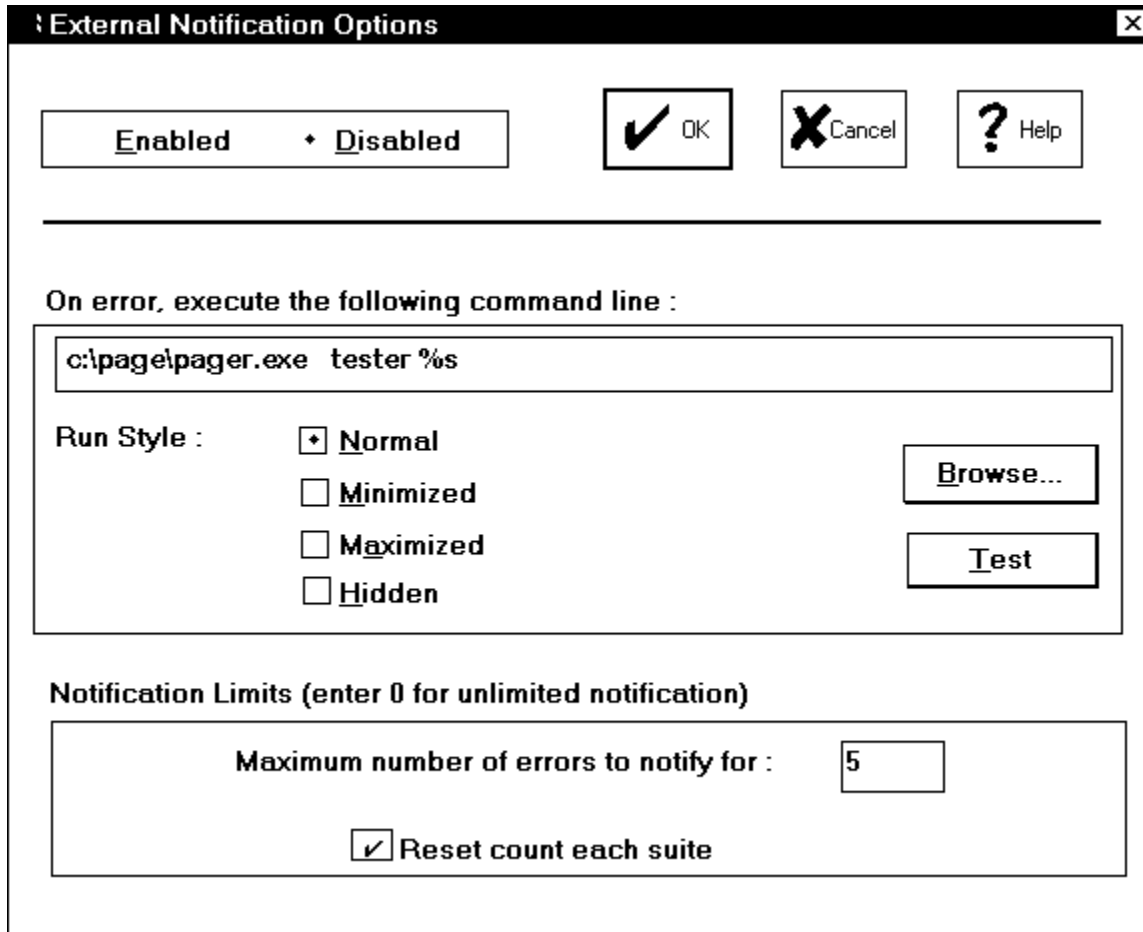 External Notification Options
Enabled Disabled
OK
Cancel
Help
On error, execute the following command line :
c:\page\pager.exe tester %s
Run Style :
Normal
Minimized
Maximized
Hidden
Browse...
Test
Notification Limits (enter 0 for unlimited notification)
Maximum number of errors to notify for : 5
Reset count each suite